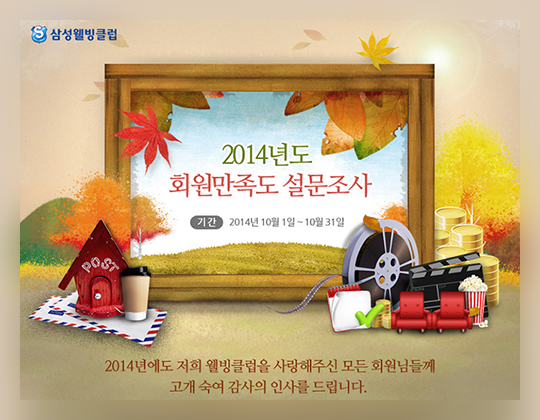 삼성웰빙클럽
2014년도
회원만족도 설문조사
기간 2014년 10월 1일 ~ 10월 31일
POST
2014년에도 저희 웰빙클럽을 사랑해주신 모든 회원님들께
고개 숙여 감사의 인사를 드립니다.